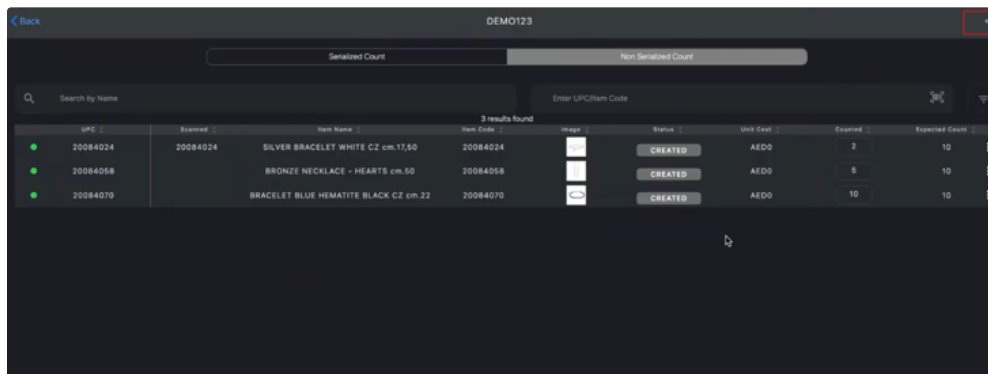 Back
DEMO123
Serialized Count
Non Serialized Count
Search by Name
Enter UPC/Item Code
3 results found
UPC Scanned Item Name Item Code Image Status Unit Cost Counted Expected Count
20084024 20084024 SILVER BRACELET WHITE CZ cm.17,50 20084024 CREATED AED0 2 10
20084058 BRONZE NECKLACE - HEARTS cm.50 20084058 CREATED AED0 5 10
20084070 BRACELET BLUE HEMATITE BLACK CZ cm.22 20084070 CREATED AED0 10 10